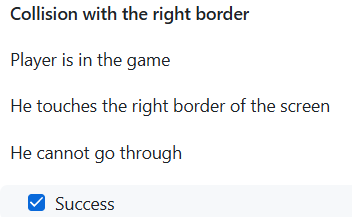 Collision with the right border
Player is in the game
He touches the right border of the screen
He cannot go through
Success